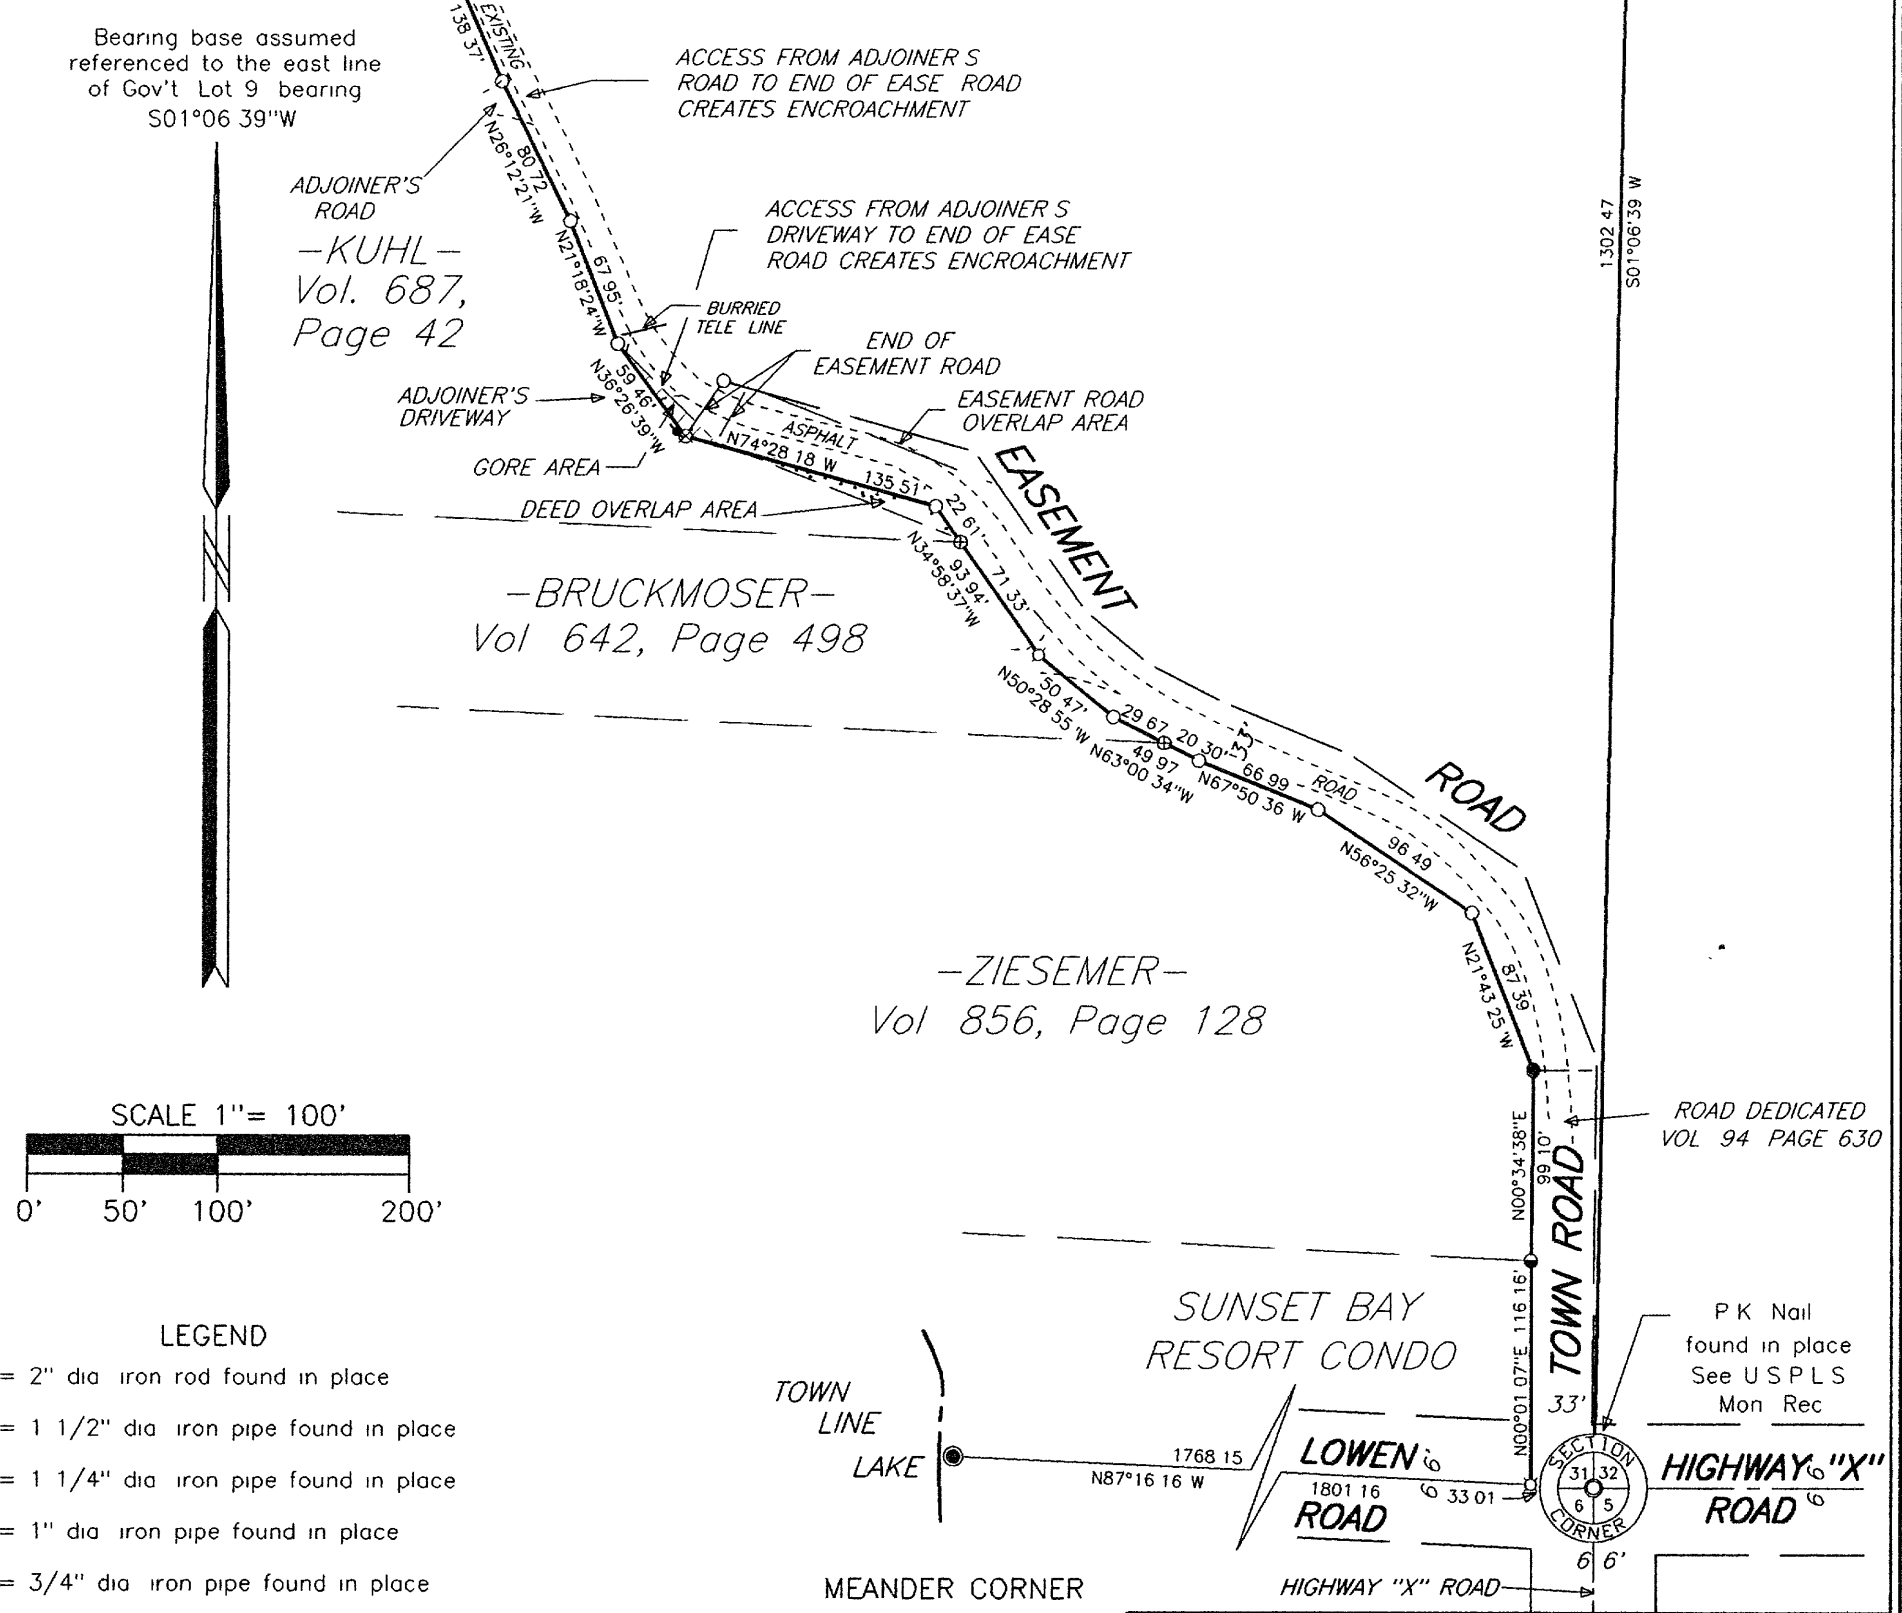 Bearing base assumed
referenced to the east line
of Gov't Lot 9 bearing
S01°06 39"W
138 37'
EXISTING
ACCESS FROM ADJOINER S
ROAD TO END OF EASE ROAD
CREATES ENCROACHMENT
80 72
N26°12'21"W
ADJOINER'S
ROAD
-KUHL-
Vol. 687,
Page 42
ACCESS FROM ADJOINER S
DRIVEWAY TO END OF EASE
ROAD CREATES ENCROACHMENT
1302 47
S01°06'39 W
67 95'
N21°18'24"W
BURRIED
TELE LINE
END OF
EASEMENT ROAD
59 46'
N36°26'39"W
ADJOINER'S
DRIVEWAY
EASEMENT ROAD
OVERLAP AREA
ASPHALT
N74°28 18 W
135 51'
GORE AREA
DEED OVERLAP AREA
EASEMENT
22 61'
71 33'
93 94'
N34°58'37"W
-BRUCKMOSER-
Vol 642, Page 498
50 47'
N50°28 55 'W
29 67
20 30'
49 97
N63°00 34"W
33'
66 99
N67°50 36 W
ROAD
ROAD
96 49
N56°25 32"W
-ZIESEMER-
Vol 856, Page 128
87 39
N21°43 25 'W
SCALE 1"= 100'
0' 50' 100' 200'
ROAD DEDICATED
VOL 94 PAGE 630
N00°34'38"E
99 10'
TOWN ROAD
SUNSET BAY
RESORT CONDO
N00°01 07"E 116 16'
33'
P K Nail
found in place
See U S P L S
Mon Rec
LEGEND
= 2" dia iron rod found in place
= 1 1/2" dia iron pipe found in place
= 1 1/4" dia iron pipe found in place
= 1" dia iron pipe found in place
= 3/4" dia iron pipe found in place
TOWN
LINE
LAKE
1768 15
N87°16 16 W
LOWEN
ROAD
6 6'
1801 16
33 01
SECTION
31 32
6 5
CORNER
HIGHWAY "X"
ROAD
6 6'
6 6'
MEANDER CORNER
HIGHWAY "X" ROAD